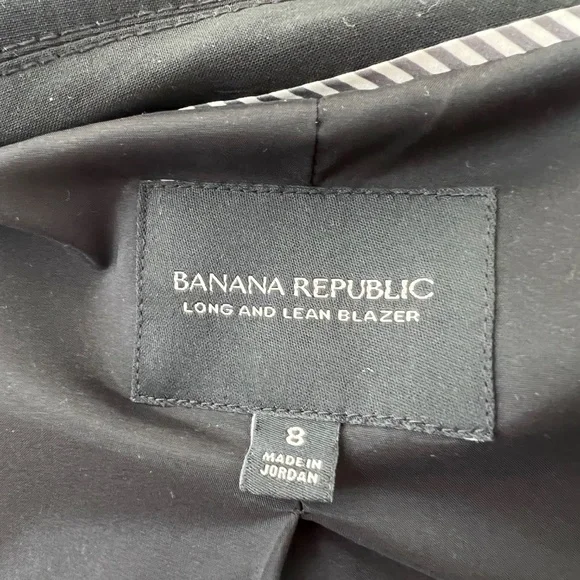 BANANA REPUBLIC
LONG AND LEAN BLAZER
8
MADE IN
JORDAN